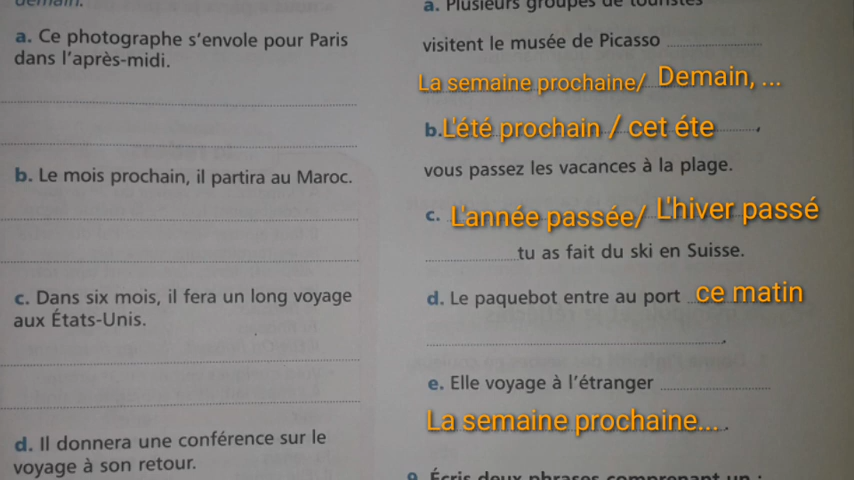 demain.
a. Ce photographe s'envole pour Paris
dans l'après-midi.
b. Le mois prochain, il partira au Maroc.
c. Dans six mois, il fera un long voyage
aux États-Unis.
d. Il donnera une conférence sur le
voyage à son retour.
a. Plusieurs groupes de touristes
visitent le musée de Picasso
La semaine prochaine/ Demain, ...
b. L'été prochain / cet éte ,
vous passez les vacances à la plage.
c. L'année passée/ L'hiver passé
tu as fait du ski en Suisse.
d. Le paquebot entre au port ce matin
.
e. Elle voyage à l'étranger
La semaine prochaine... .
9. Écris deux phrases comprenant un :